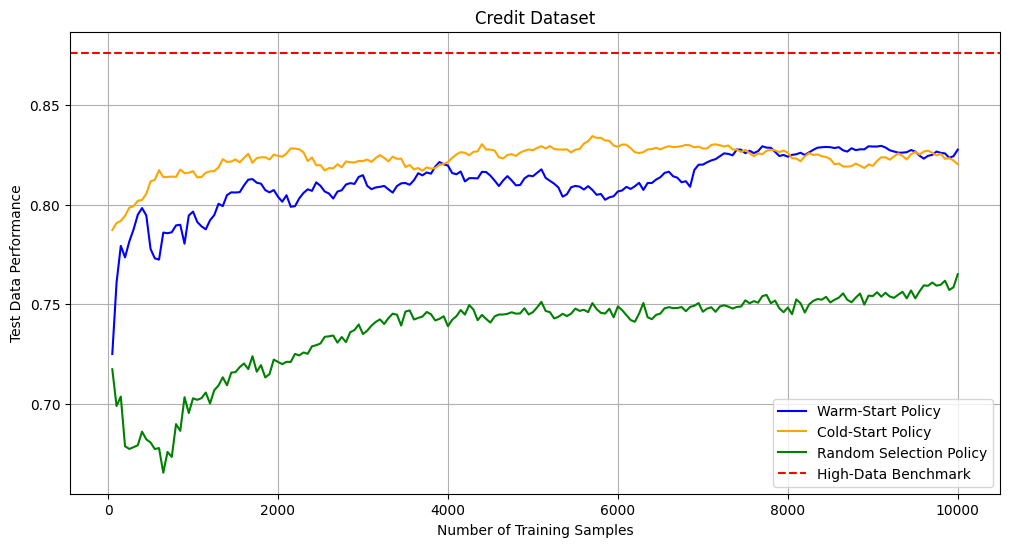 Credit Dataset
Test Data Performance
0.85
0.80
0.75
0.70
0
2000
4000
6000
8000
10000
Number of Training Samples
Warm-Start Policy
Cold-Start Policy
Random Selection Policy
High-Data Benchmark